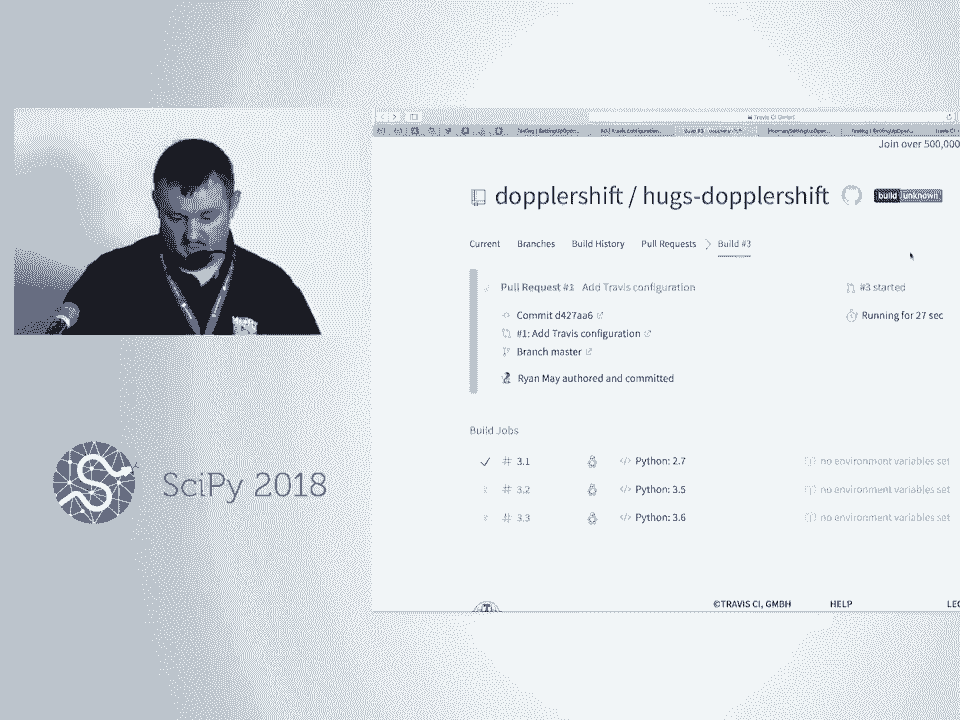 Travis CI GmbH
Join over 500,000
dopplershift / hugs-dopplershift
build unknown
Current Branches Build History Pull Requests Build #3
Pull Request #1 Add Travis configuration
#3 started
Commit d427aa6
Running for 27 sec
#1: Add Travis configuration
Branch master
Ryan May authored and committed
Build Jobs
# 3.1 </> Python: 2.7 no environment variables set
# 3.2 </> Python: 3.5 no environment variables set
# 3.3 </> Python: 3.6 no environment variables set
©TRAVIS CI, GMBH HELP
SciPy 2018